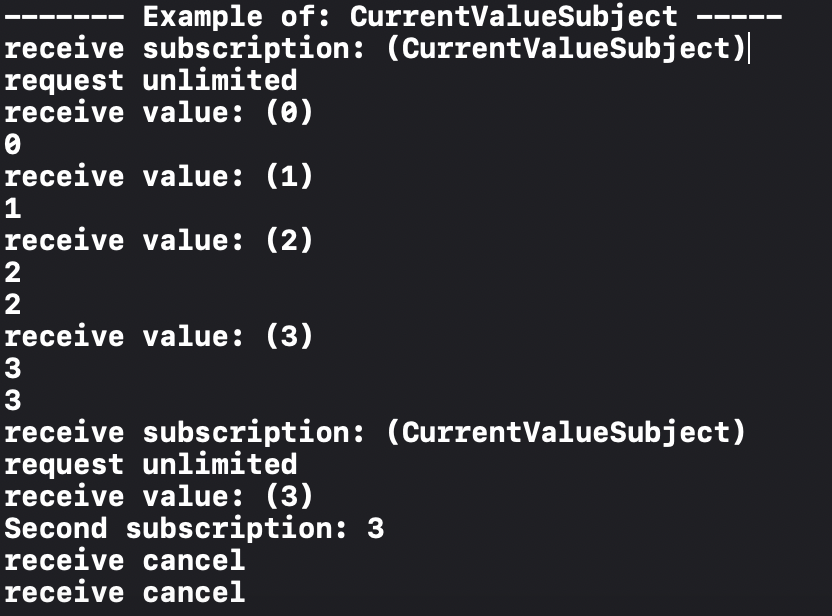 ------- Example of: CurrentValueSubject -----
receive subscription: (CurrentValueSubject)
request unlimited
receive value: (0)
0
receive value: (1)
1
receive value: (2)
2
2
receive value: (3)
3
3
receive subscription: (CurrentValueSubject)
request unlimited
receive value: (3)
Second subscription: 3
receive cancel
receive cancel